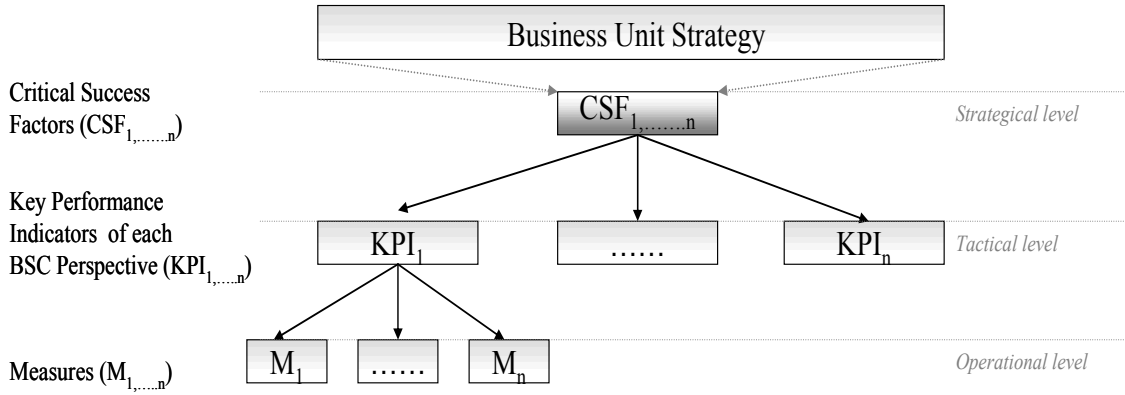 Business Unit Strategy
Critical Success
Factors (CSF1,.......n)
CSF1,.......n
Strategical level
Key Performance
Indicators of each
BSC Perspective (KPI1,.....n)
KPI1
......
KPIn
Tactical level
Measures (M1,.....n)
M1
......
Mn
Operational level